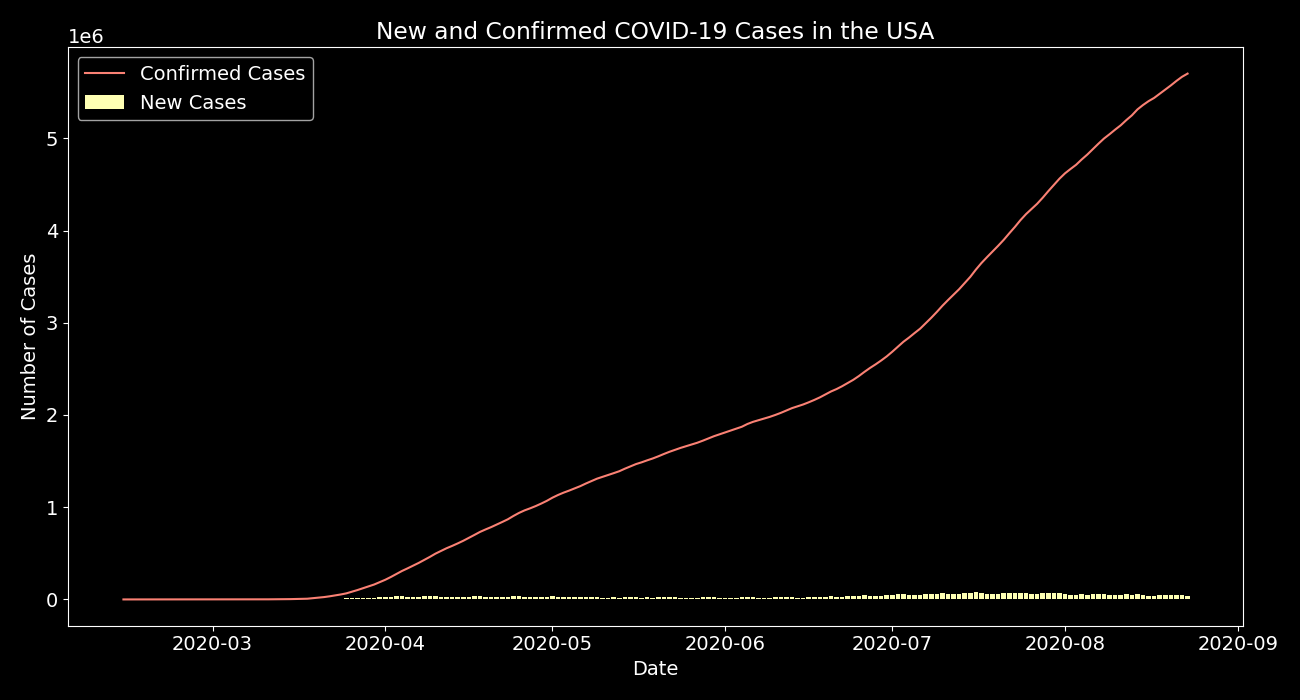 New and Confirmed COVID-19 Cases in the USA
1e6
Confirmed Cases
New Cases
5
4
3
2
1
0
Number of Cases
2020-03 2020-04 2020-05 2020-06 2020-07 2020-08 2020-09
Date